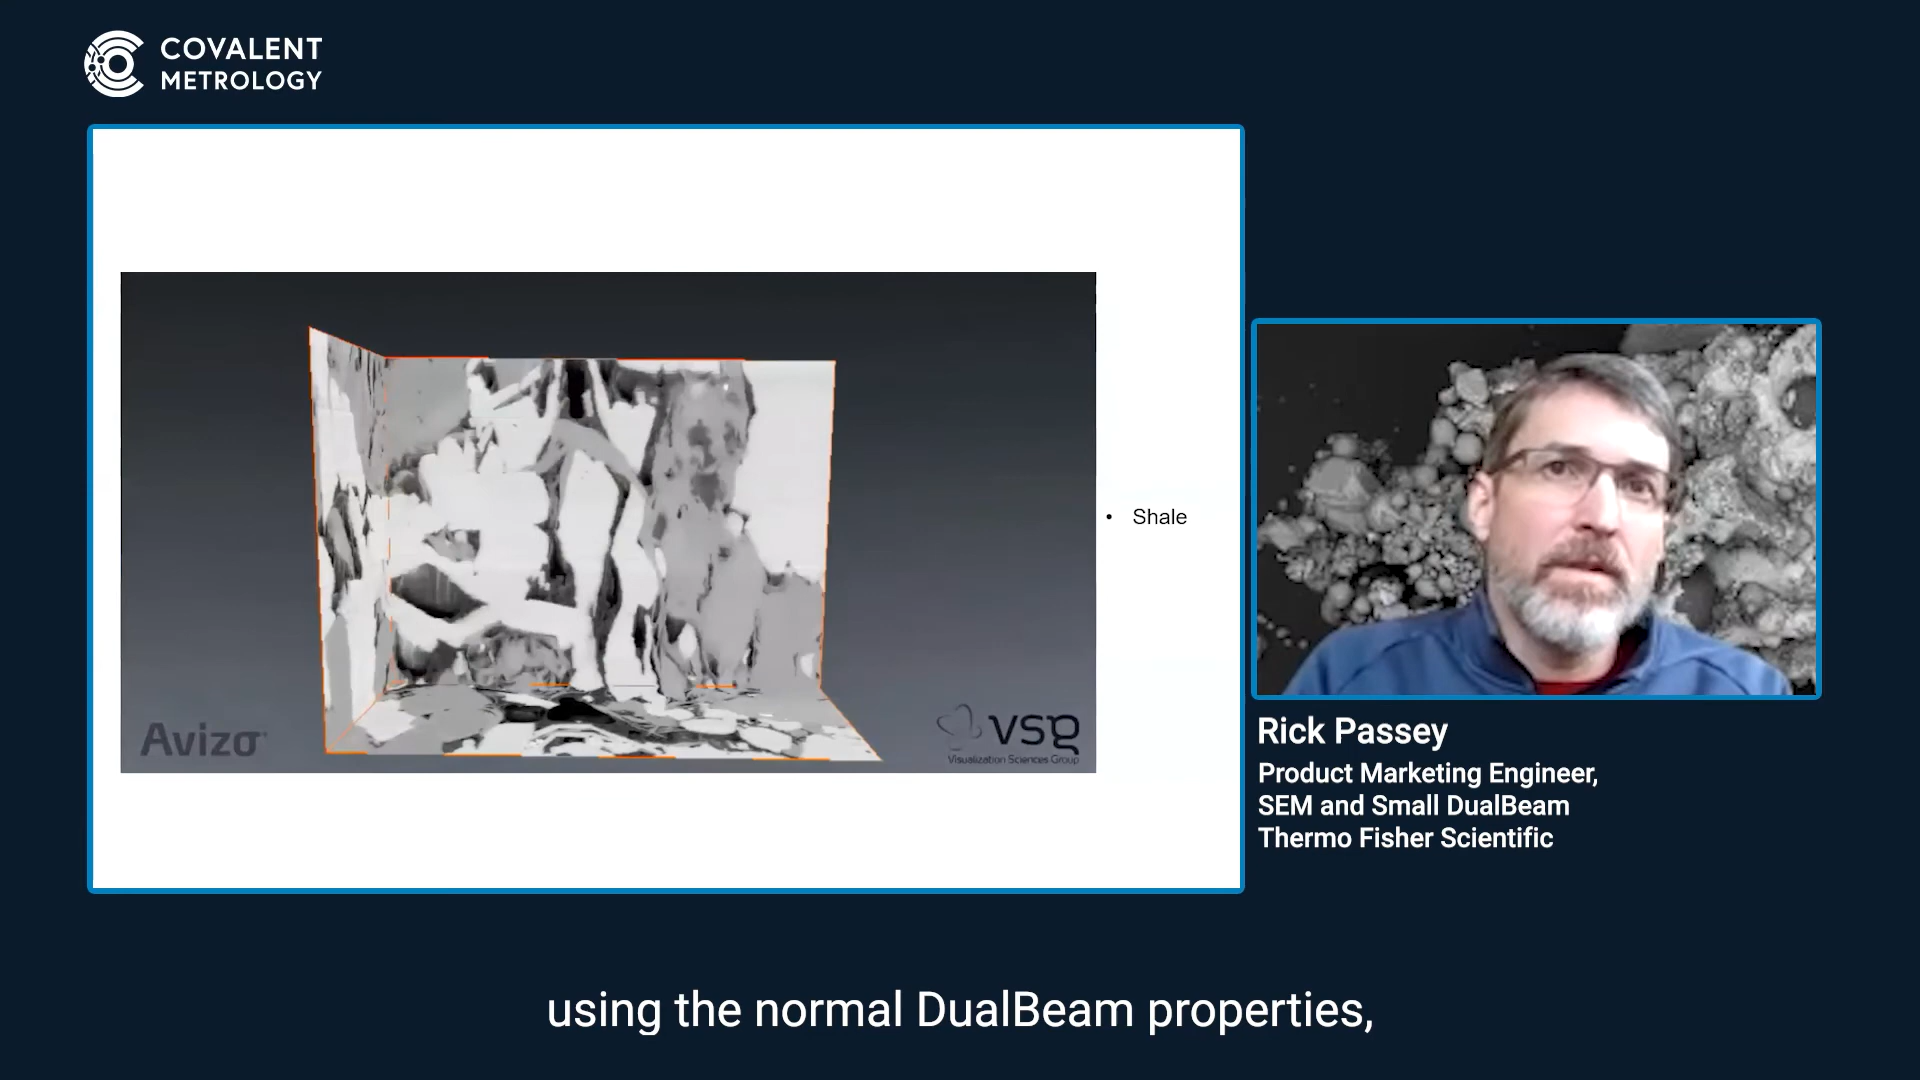 COVALENT
METROLOGY
Avizo
vsg
Visualization Sciences Group
• Shale
Rick Passey
Product Marketing Engineer,
SEM and Small DualBeam
Thermo Fisher Scientific
using the normal DualBeam properties,